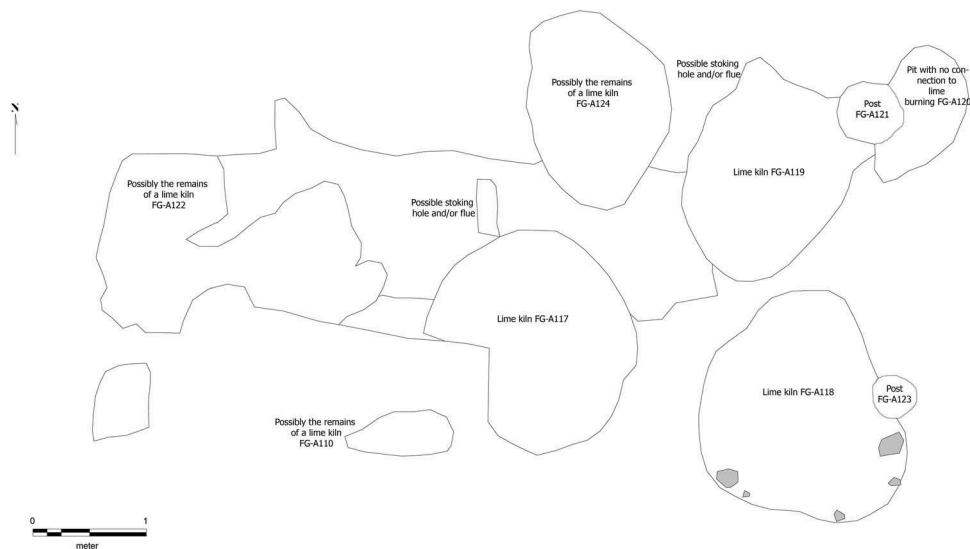 Possibly the remains
of a lime kiln
FG-A124
Possible stoking
hole and/or flue
Pit with no con-
nection to
lime
burning FG-A120
Post
FG-A121
N
Possibly the remains
of a lime kiln
FG-A122
Lime kiln FG-A119
Possible stoking
hole and/or flue
Lime kiln FG-A117
Lime kiln FG-A118
Post
FG-A123
Possibly the remains
of a lime kiln
FG-A110
0 1
meter